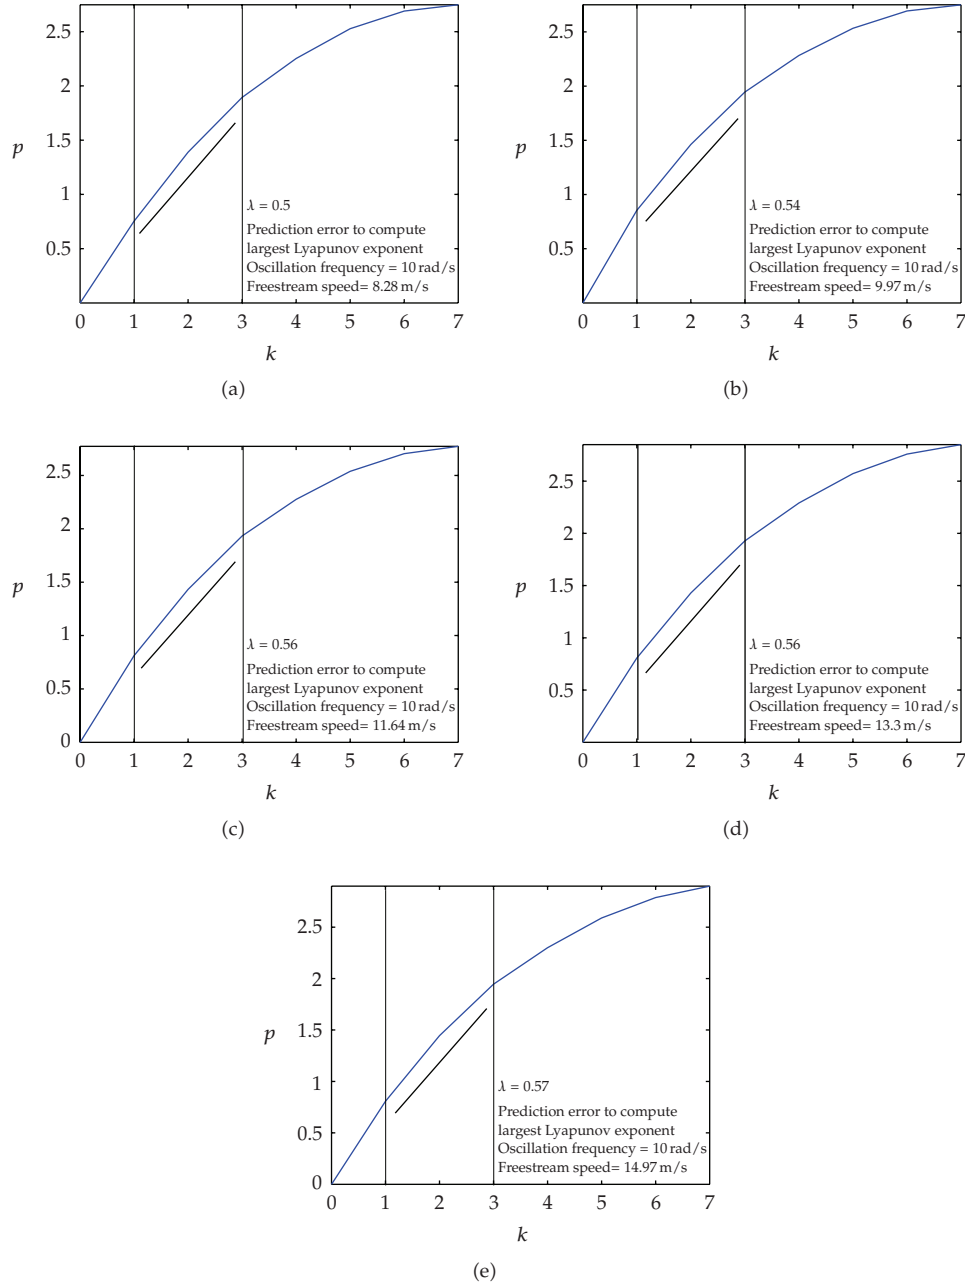 2.5
2
1.5
p
1
0.5
λ = 0.5
Prediction error to compute
largest Lyapunov exponent
Oscillation frequency = 10 rad/s
Freestream speed= 8.28 m/s
0 1 2 3 4 5 6 7
k
(a)
2.5
2
1.5
p
1
0.5
λ = 0.54
Prediction error to compute
largest Lyapunov exponent
Oscillation frequency = 10 rad/s
Freestream speed= 9.97 m/s
0 1 2 3 4 5 6 7
k
(b)
2.5
2
1.5
p
1
0.5
0
λ = 0.56
Prediction error to compute
largest Lyapunov exponent
Oscillation frequency = 10 rad/s
Freestream speed= 11.64 m/s
0 1 2 3 4 5 6 7
k
(c)
2.5
2
1.5
p
1
0.5
λ = 0.56
Prediction error to compute
largest Lyapunov exponent
Oscillation frequency = 10 rad/s
Freestream speed= 13.3 m/s
0 1 2 3 4 5 6 7
k
(d)
2.5
2
1.5
p
1
0.5
0
λ = 0.57
Prediction error to compute
largest Lyapunov exponent
Oscillation frequency = 10 rad/s
Freestream speed= 14.97 m/s
0 1 2 3 4 5 6 7
k
(e)